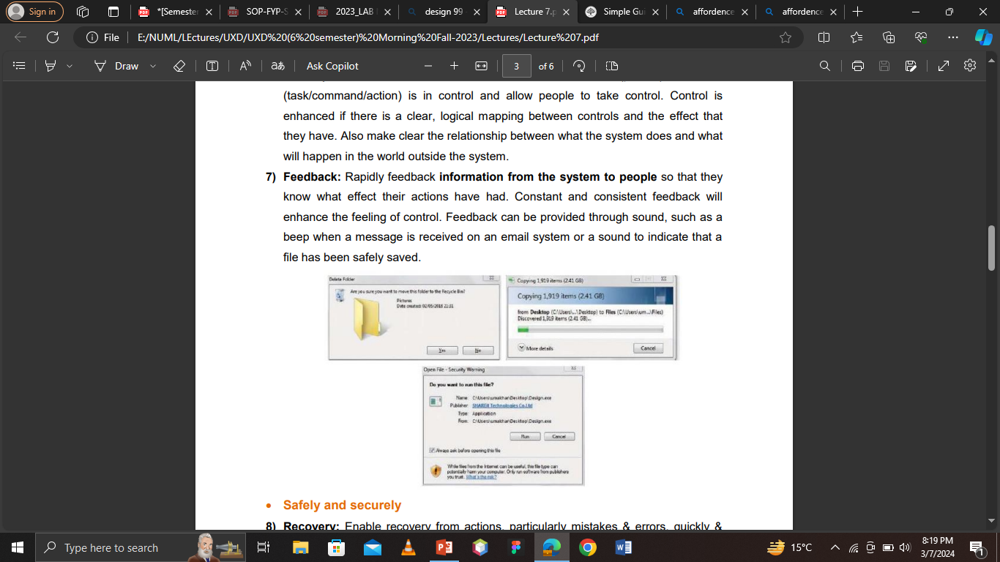 Sign in
*[Semeste
SOP-FYP-S
2023_LAB
design 99 -
Lecture 7.p
Simple Gui
affordence
affordence
File
E:/NUML/LEctures/UXD/UXD%20(6%20semester)%20Morning%20Fall-2023/Lectures/Lecture%207.pdf
Draw
aあ
Ask Copilot
3
of 6
(task/command/action) is in control and allow people to take control. Control is
enhanced if there is a clear, logical mapping between controls and the effect that
they have. Also make clear the relationship between what the system does and what
will happen in the world outside the system.
7) Feedback: Rapidly feedback information from the system to people so that they
know what effect their actions have had. Constant and consistent feedback will
enhance the feeling of control. Feedback can be provided through sound, such as a
beep when a message is received on an email system or a sound to indicate that a
file has been safely saved.
Delete Folder
Are you sure you want to move this folder to the Recycle Bin?
Pictures
Date created: 02/05/2018 21:31
Yes
No
Copying 1,919 items (2.41 GB)
Copying 1,919 items (2.41 GB)
from Desktop (C:\Users\...\Desktop) to Files (C:\Users\um...\Files)
Discovered 1,919 items (2.41 GB)...
More details
Cancel
Open File - Security Warning
Do you want to run this file?
Name: C:\Users\umakhan\Desktop\Design.exe
Publisher: SHAREit Technologies Co.Ltd
Type: Application
From: C:\Users\umakhan\Desktop\Design.exe
Run
Cancel
Always ask before opening this file
While files from the Internet can be useful, this file type can
potentially harm your computer. Only run software from publishers
you trust. What's the risk?
• Safely and securely
8) Recovery: Enable recovery from actions, particularly mistakes & errors, quickly &
Type here to search
15°C
8:19 PM
3/7/2024
1